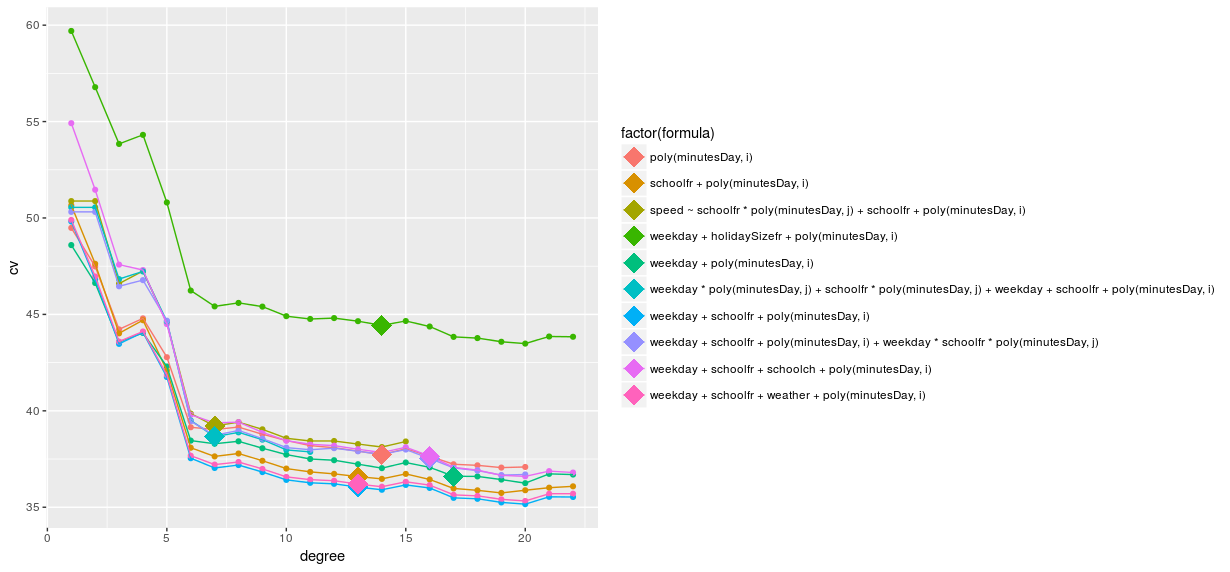 60
55
50
45
40
35
cv
0
5
10
15
20
degree
factor(formula)
poly(minutesDay, i)
schoolfr + poly(minutesDay, i)
speed ~ schoolfr * poly(minutesDay, j) + schoolfr + poly(minutesDay, i)
weekday + holidaySizefr + poly(minutesDay, i)
weekday + poly(minutesDay, i)
weekday * poly(minutesDay, j) + schoolfr * poly(minutesDay, j) + weekday + schoolfr + poly(minutesDay, i)
weekday + schoolfr + poly(minutesDay, i)
weekday + schoolfr + poly(minutesDay, i) + weekday * schoolfr * poly(minutesDay, j)
weekday + schoolfr + schoolch + poly(minutesDay, i)
weekday + schoolfr + weather + poly(minutesDay, i)